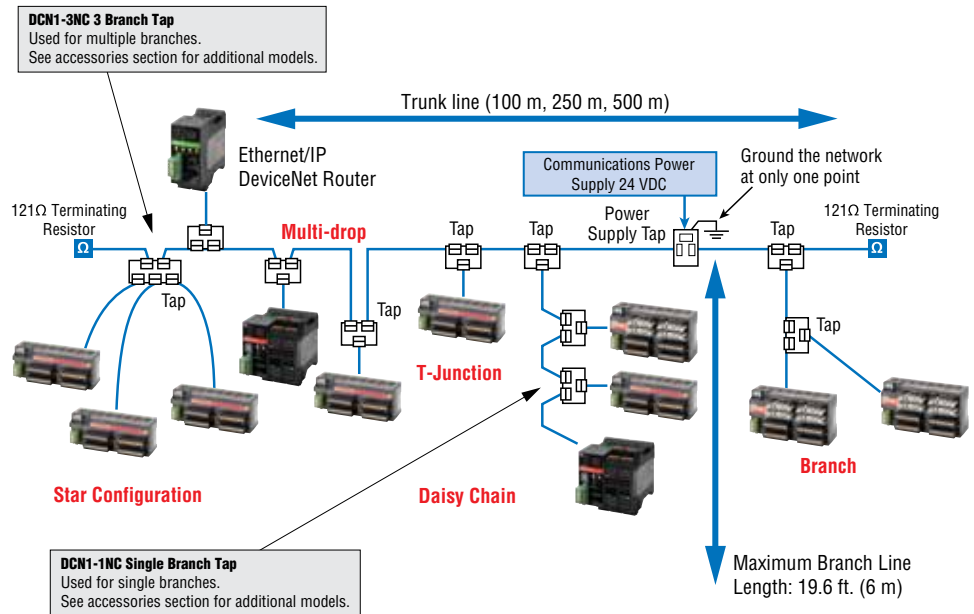 DCN1-3NC 3 Branch Tap
Used for multiple branches.
See accessories section for additional models.
Trunk line (100 m, 250 m, 500 m)
Ethernet/IP
DeviceNet Router
Communications Power
Supply 24 VDC
Ground the network
at only one point
121Ω Terminating
Resistor
Ω
Multi-drop
Tap
Tap
Power
Supply Tap
Tap
121Ω Terminating
Resistor
Ω
Tap
Tap
Tap
T-Junction
Star Configuration
Daisy Chain
Branch
DCN1-1NC Single Branch Tap
Used for single branches.
See accessories section for additional models.
Maximum Branch Line
Length: 19.6 ft. (6 m)